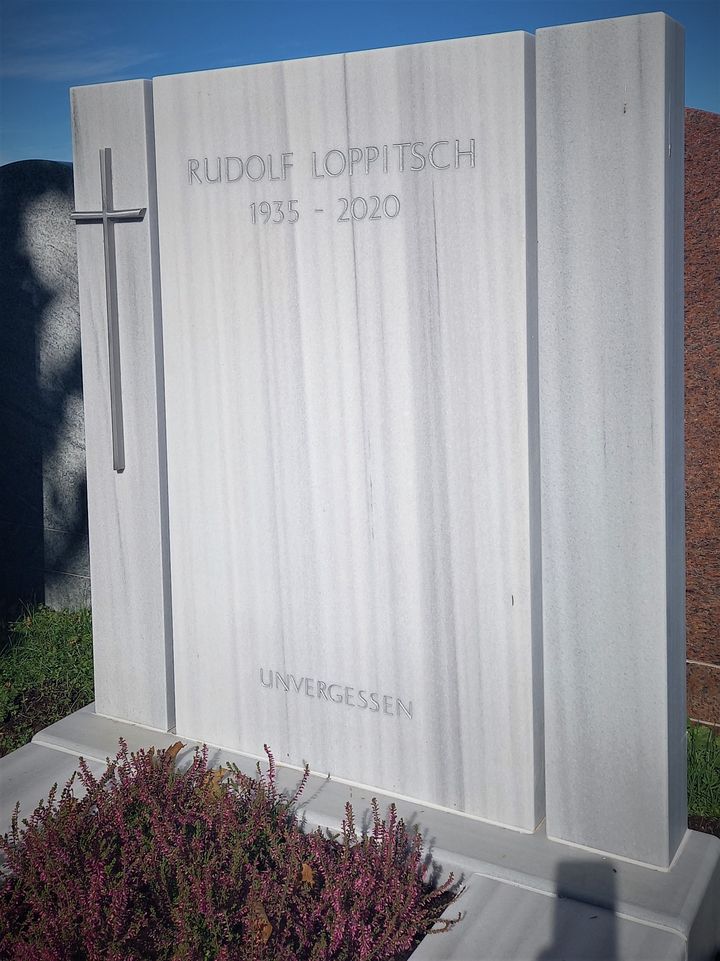 RUDOLF LOPPITSCH
1935 - 2020
UNVERGESSEN